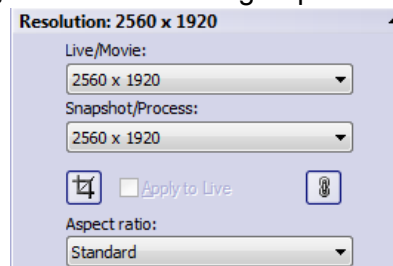 Resolution: 2560 x 1920
Live/Movie:
2560 x 1920
Snapshot/Process:
2560 x 1920
Apply to Live
Aspect ratio:
Standard